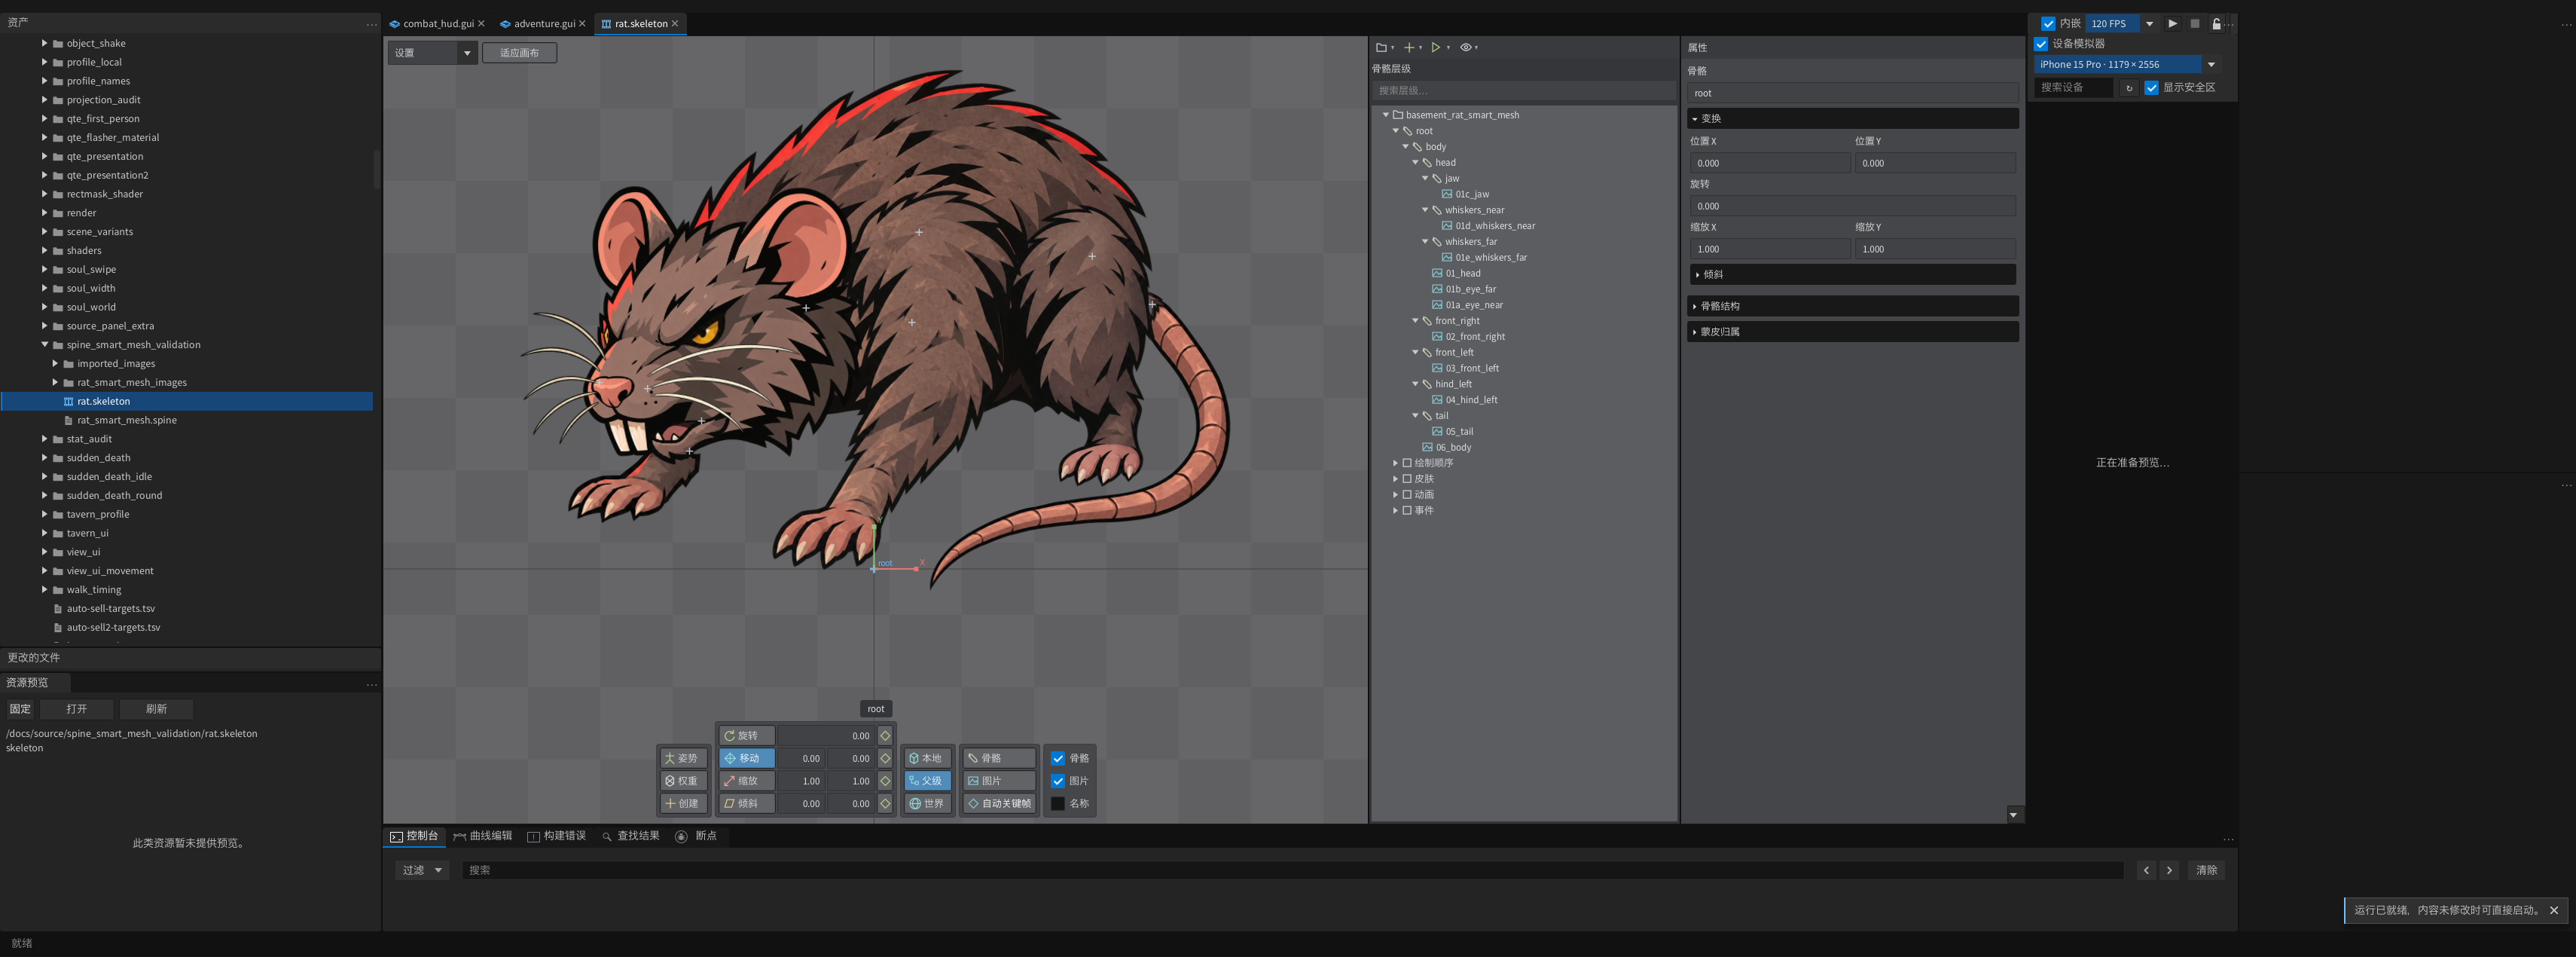 资产
object_shake
profile_local
profile_names
projection_audit
qte_first_person
qte_flasher_material
qte_presentation
qte_presentation2
rectmask_shader
render
scene_variants
shaders
soul_swipe
soul_width
soul_world
source_panel_extra
spine_smart_mesh_validation
imported_images
rat_smart_mesh_images
rat.skeleton
rat_smart_mesh.spine
stat_audit
sudden_death
sudden_death_idle
sudden_death_round
tavern_profile
tavern_ui
view_ui
view_ui_movement
walk_timing
auto-sell-targets.tsv
auto-sell2-targets.tsv
更改的文件
资源预览
固定 打开 刷新
/docs/source/spine_smart_mesh_validation/rat.skeleton
skeleton
此类资源暂未提供预览。
就绪
combat_hud.gui adventure.gui rat.skeleton
设置 适应画布
root
X
root
旋转 0.00
姿势 移动 0.00 0.00 本地 骨骼 骨骼
权重 缩放 1.00 1.00 父级 图片 图片
创建 倾斜 0.00 0.00 世界 自动关键帧 名称
骨骼层级
搜索层级...
basement_rat_smart_mesh
root
body
head
jaw
01c_jaw
whiskers_near
01d_whiskers_near
whiskers_far
01e_whiskers_far
01_head
01b_eye_far
01a_eye_near
front_right
02_front_right
front_left
03_front_left
hind_left
04_hind_left
tail
05_tail
06_body
绘制顺序
皮肤
动画
事件
属性
骨骼
root
变换
位置 X 位置 Y
0.000 0.000
旋转
0.000
缩放 X 缩放 Y
1.000 1.000
倾斜
骨骼结构
蒙皮归属
内嵌 120 FPS
设备模拟器
iPhone 15 Pro · 1179 × 2556
搜索设备 显示安全区
正在准备预览...
控制台 曲线编辑 构建错误 查找结果 断点
过滤 搜索 清除
运行已就绪，内容未修改时可直接启动。